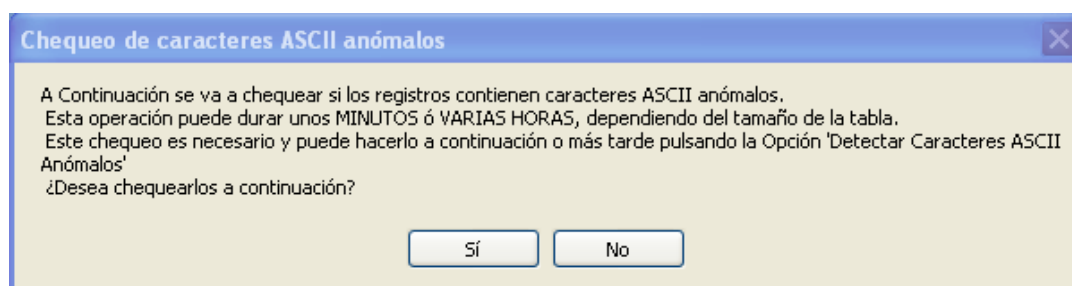 Chequeo de caracteres ASCII anómalos
A Continuación se va a chequear si los registros contienen caracteres ASCII anómalos.
Esta operación puede durar unos MINUTOS ó VARIAS HORAS, dependiendo del tamaño de la tabla.
Este chequeo es necesario y puede hacerlo a continuación o más tarde pulsando la Opción 'Detectar Caracteres ASCII
Anómalos'
¿Desea chequearlos a continuación?
Sí No